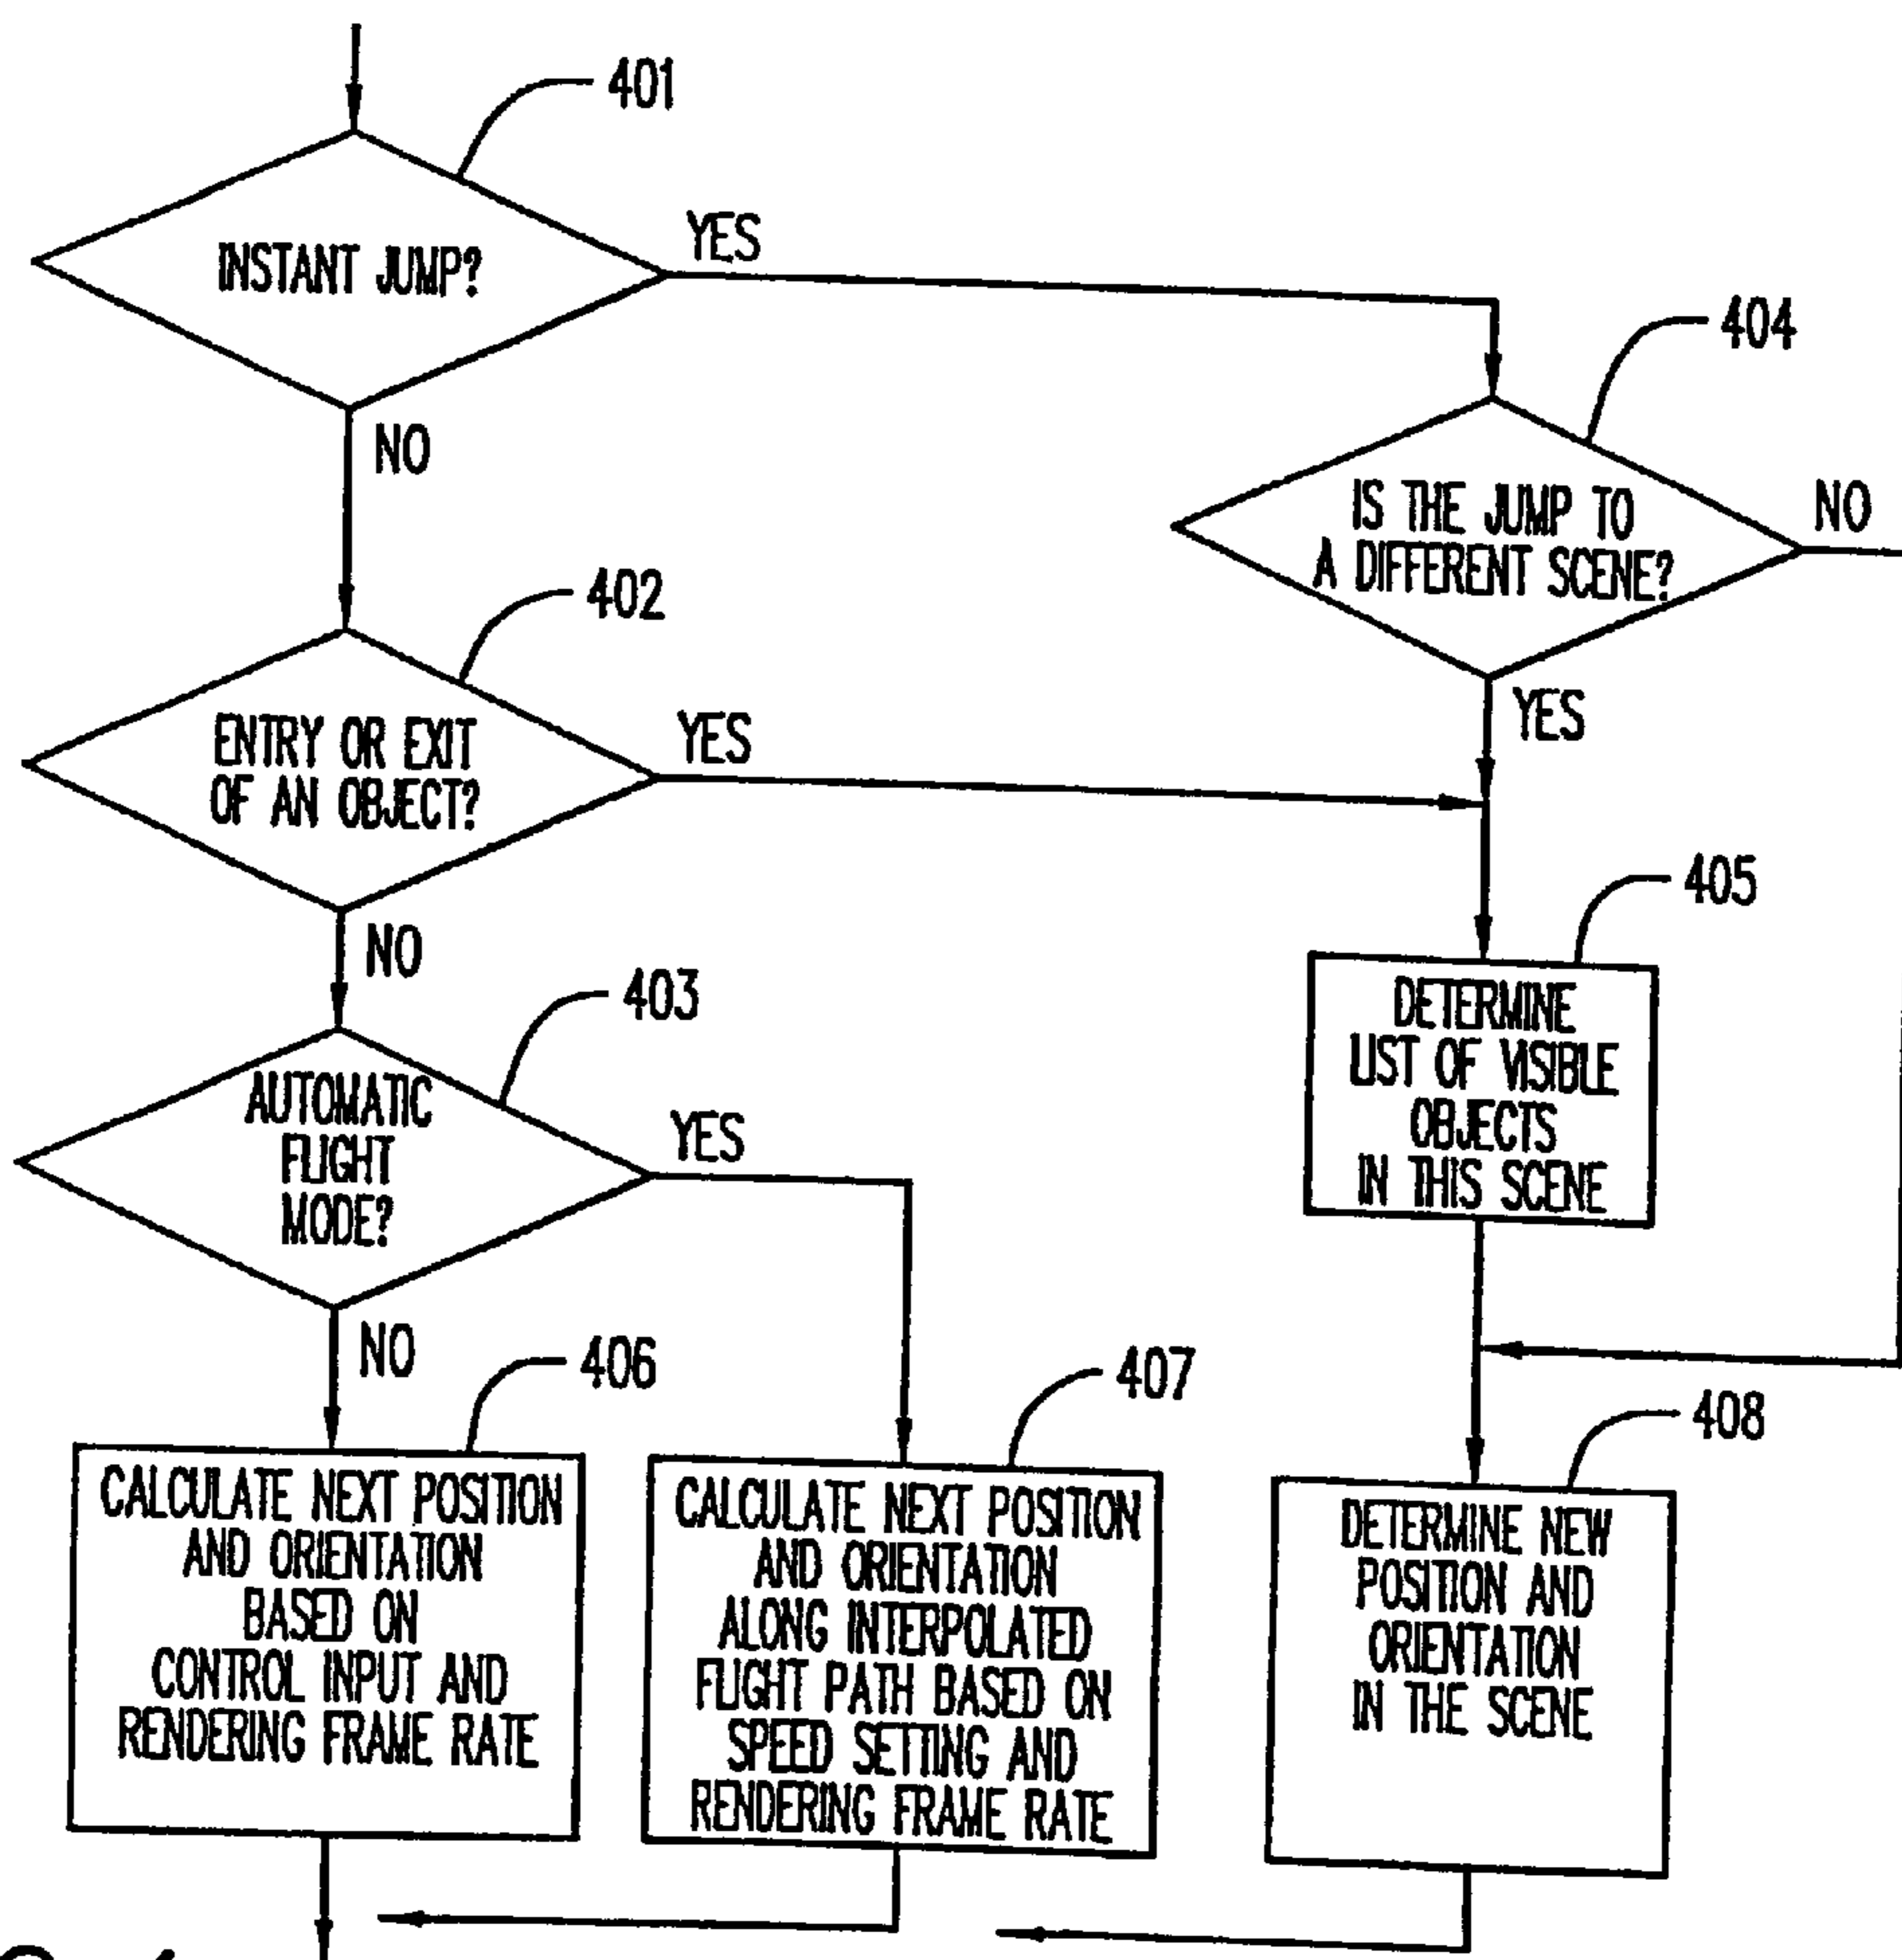 401
INSTANT JUMP?
YES
NO
404
IS THE JUMP TO
A DIFFERENT SCENE?
NO
YES
402
ENTRY OR EXIT
OF AN OBJECT?
YES
NO
405
DETERMINE
LIST OF VISIBLE
OBJECTS
IN THIS SCENE
403
AUTOMATIC
FLIGHT
MODE?
YES
NO
406
CALCULATE NEXT POSITION
AND ORIENTATION
BASED ON
CONTROL INPUT AND
RENDERING FRAME RATE
407
CALCULATE NEXT POSITION
AND ORIENTATION
ALONG INTERPOLATED
FLIGHT PATH BASED ON
SPEED SETTING AND
RENDERING FRAME RATE
408
DETERMINE NEW
POSITION AND
ORIENTATION
IN THE SCENE